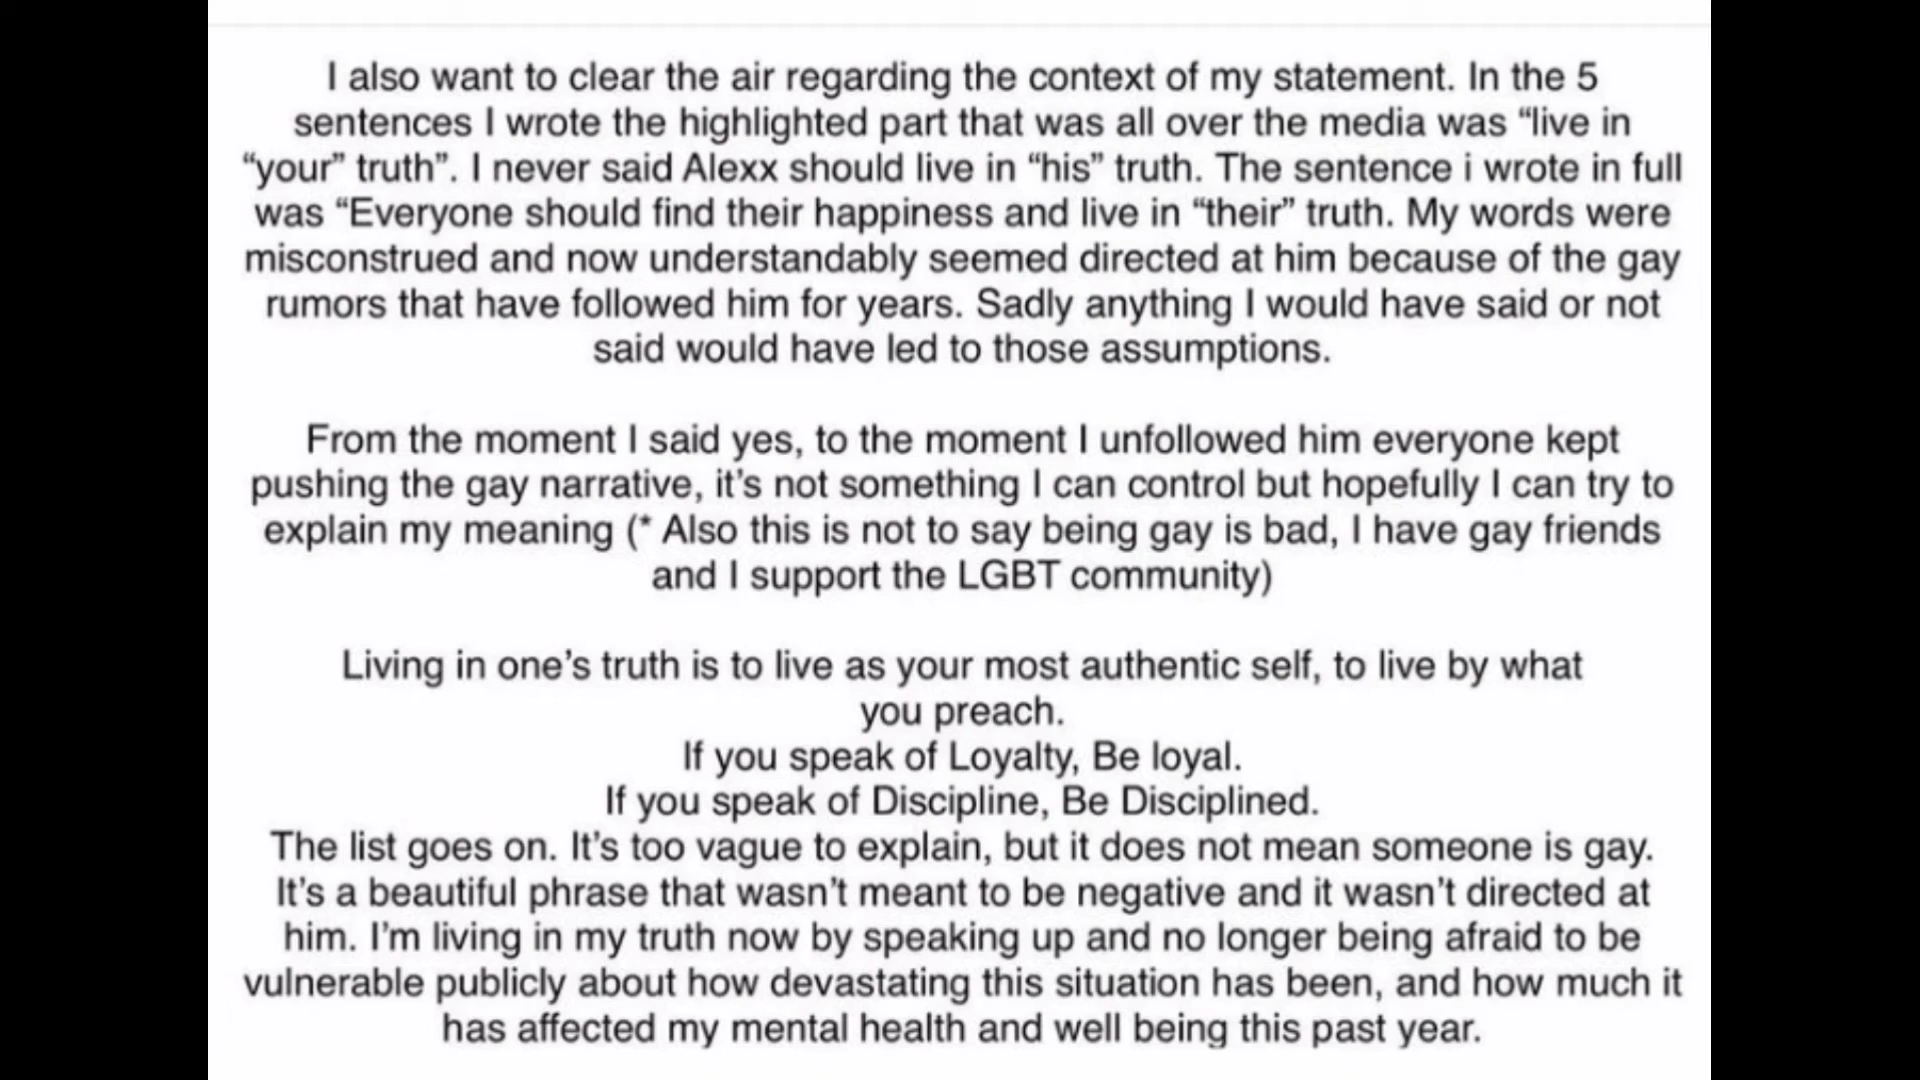 I also want to clear the air regarding the context of my statement. In the 5
sentences I wrote the highlighted part that was all over the media was “live in
“your” truth”. I never said Alexx should live in “his” truth. The sentence i wrote in full
was “Everyone should find their happiness and live in “their” truth. My words were
misconstrued and now understandably seemed directed at him because of the gay
rumors that have followed him for years. Sadly anything I would have said or not
said would have led to those assumptions.
From the moment I said yes, to the moment I unfollowed him everyone kept
pushing the gay narrative, it’s not something I can control but hopefully I can try to
explain my meaning (* Also this is not to say being gay is bad, I have gay friends
and I support the LGBT community)
Living in one’s truth is to live as your most authentic self, to live by what
you preach.
If you speak of Loyalty, Be loyal.
If you speak of Discipline, Be Disciplined.
The list goes on. It’s too vague to explain, but it does not mean someone is gay.
It’s a beautiful phrase that wasn’t meant to be negative and it wasn’t directed at
him. I’m living in my truth now by speaking up and no longer being afraid to be
vulnerable publicly about how devastating this situation has been, and how much it
has affected my mental health and well being this past year.